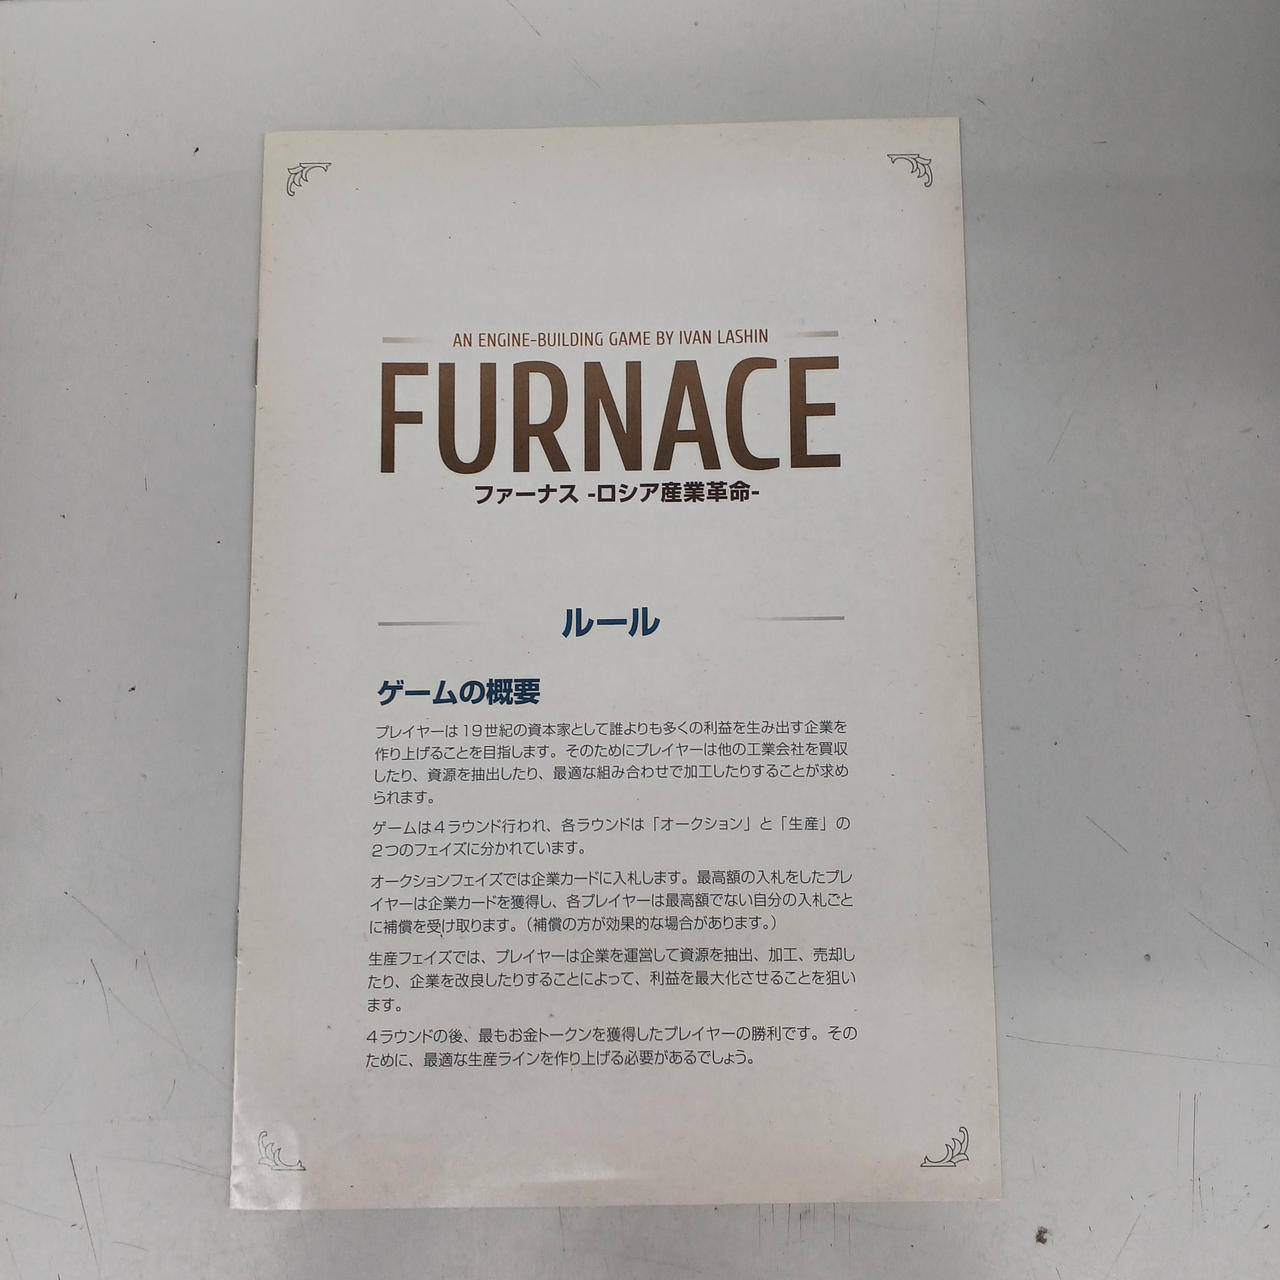 AN ENGINE-BUILDING GAME BY IVAN LASHIN
FURNACE
ファーナス -ロシア産業革命-
ルール
ゲームの概要
プレイヤーは19世紀の資本家として誰よりも多くの利益を生み出す企業を
作り上げることを目指します。そのためにプレイヤーは他の工業会社を買収
したり、資源を抽出したり、最適な組み合わせで加工したりすることが求め
られます。
ゲームは4ラウンド行われ、各ラウンドは「オークション」と「生産」の
2つのフェイズに分かれています。
オークションフェイズでは企業カードに入札します。最高額の入札をしたプレ
イヤーは企業カードを獲得し、各プレイヤーは最高額でない自分の入札ごと
に補償を受け取ります。（補償の方が効果的な場合があります。）
生産フェイズでは、プレイヤーは企業を運営して資源を抽出、加工、売却し
たり、企業を改良したりすることによって、利益を最大化させることを狙い
ます。
4ラウンドの後、最もお金トークンを獲得したプレイヤーの勝利です。その
ために、最適な生産ラインを作り上げる必要があるでしょう。